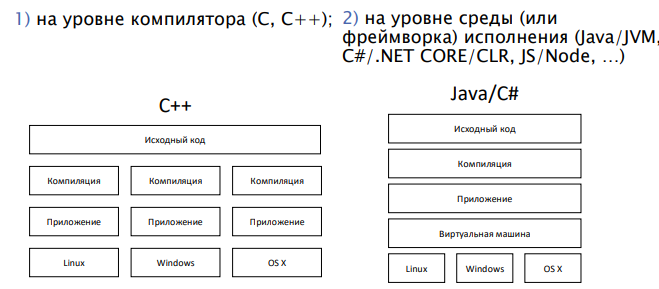 1) на уровне компилятора (C, C++);
2) на уровне среды (или
фреймворка) исполнения (Java/JVM,
C#/.NET CORE/CLR, JS/Node, ...)
C++
Исходный код
Компиляция Компиляция Компиляция
Приложение Приложение Приложение
Linux Windows OS X
Java/C#
Исходный код
Компиляция
Приложение
Виртуальная машина
Linux Windows OS X